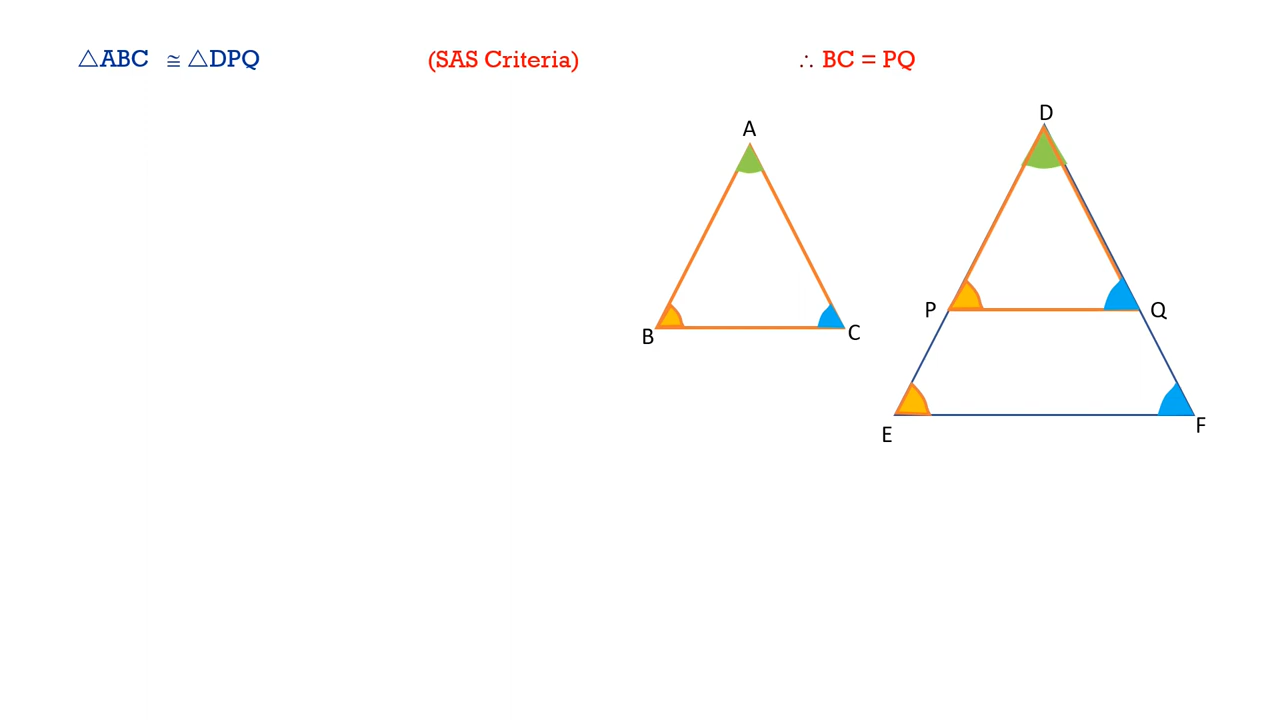 △ABC ≅ △DPQ (SAS Criteria) ∴ BC = PQ
D
A
P Q
B C
E F